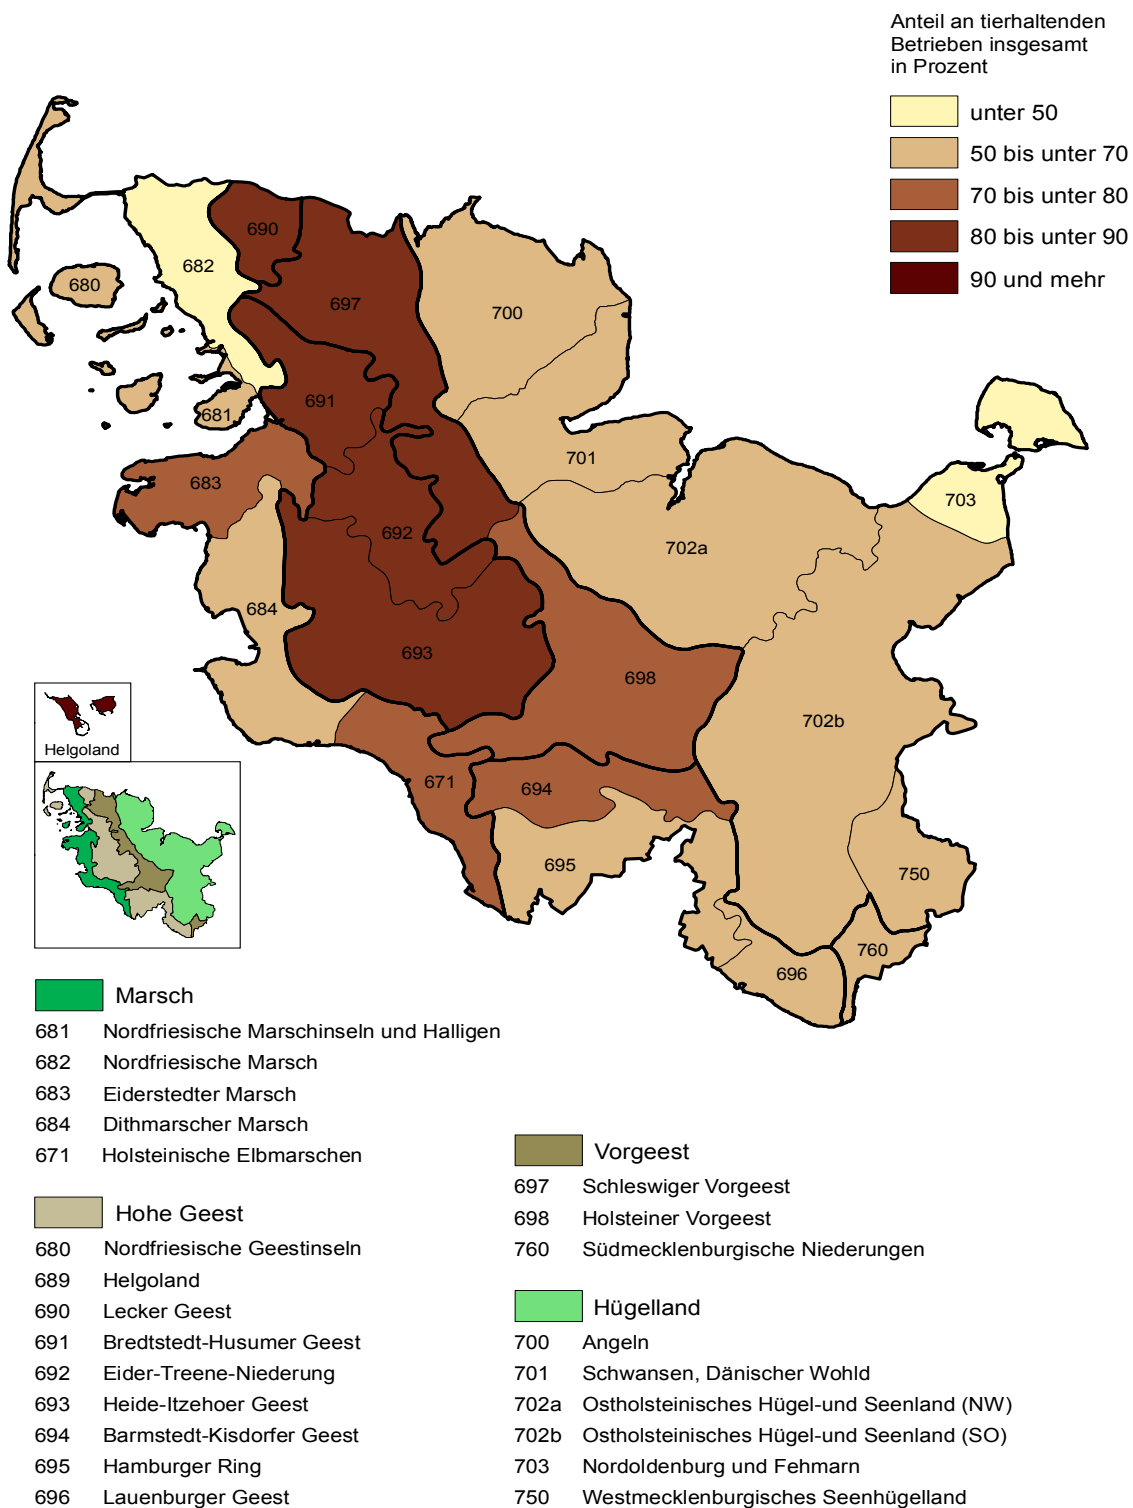 Anteil an tierhaltenden
Betrieben insgesamt
in Prozent
unter 50
50 bis unter 70
70 bis unter 80
80 bis unter 90
90 und mehr
690
682
680
697
700
691
681
701
683
703
692
702a
684
693
698
702b
671
694
695
750
760
696
Helgoland
Marsch
681 Nordfriesische Marschinseln und Halligen
682 Nordfriesische Marsch
683 Eiderstedter Marsch
684 Dithmarscher Marsch
671 Holsteinische Elbmarschen
Hohe Geest
680 Nordfriesische Geestinseln
689 Helgoland
690 Lecker Geest
691 Bredtstedt-Husumer Geest
692 Eider-Treene-Niederung
693 Heide-Itzehoer Geest
694 Barmstedt-Kisdorfer Geest
695 Hamburger Ring
696 Lauenburger Geest
Vorgeest
697 Schleswiger Vorgeest
698 Holsteiner Vorgeest
760 Südmecklenburgische Niederungen
Hügelland
700 Angeln
701 Schwansen, Dänischer Wohld
702a Ostholsteinisches Hügel-und Seenland (NW)
702b Ostholsteinisches Hügel-und Seenland (SO)
703 Nordoldenburg und Fehmarn
750 Westmecklenburgisches Seenhügelland